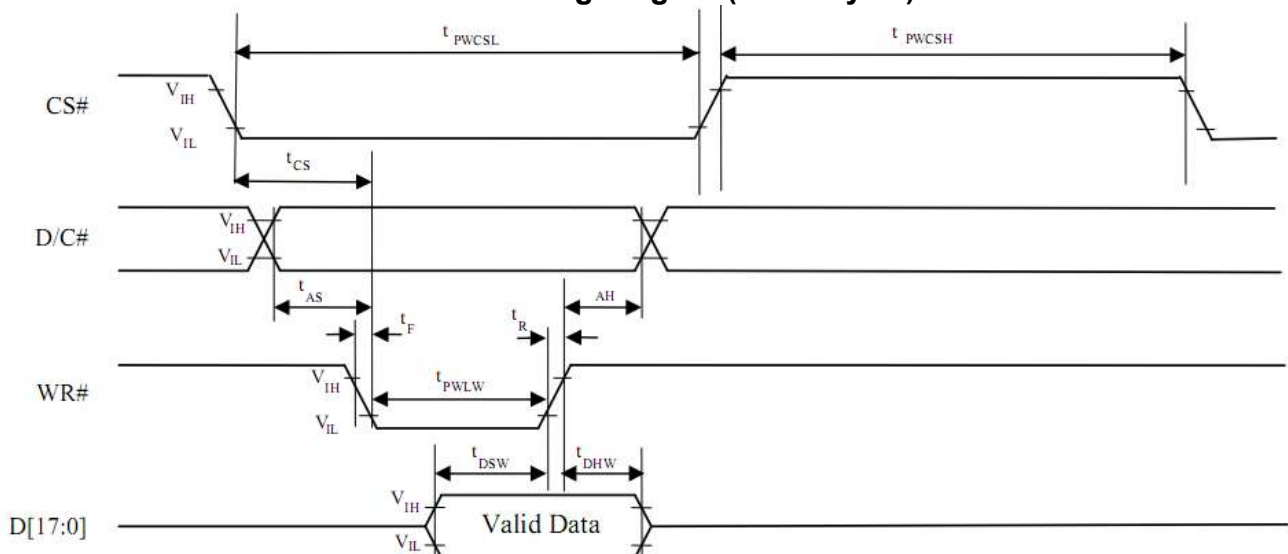 t PWCSL
t PWCSH
CS#
VIH
VIL
tCS
D/C#
VIH
VIL
tAS
AH
tF
tR
WR#
VIH
VIL
tPWLW
tDSW
tDHW
D[17:0]
VIH
VIL
Valid Data